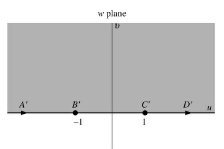 w plane
υ
A' B' C' D' u
−1 1